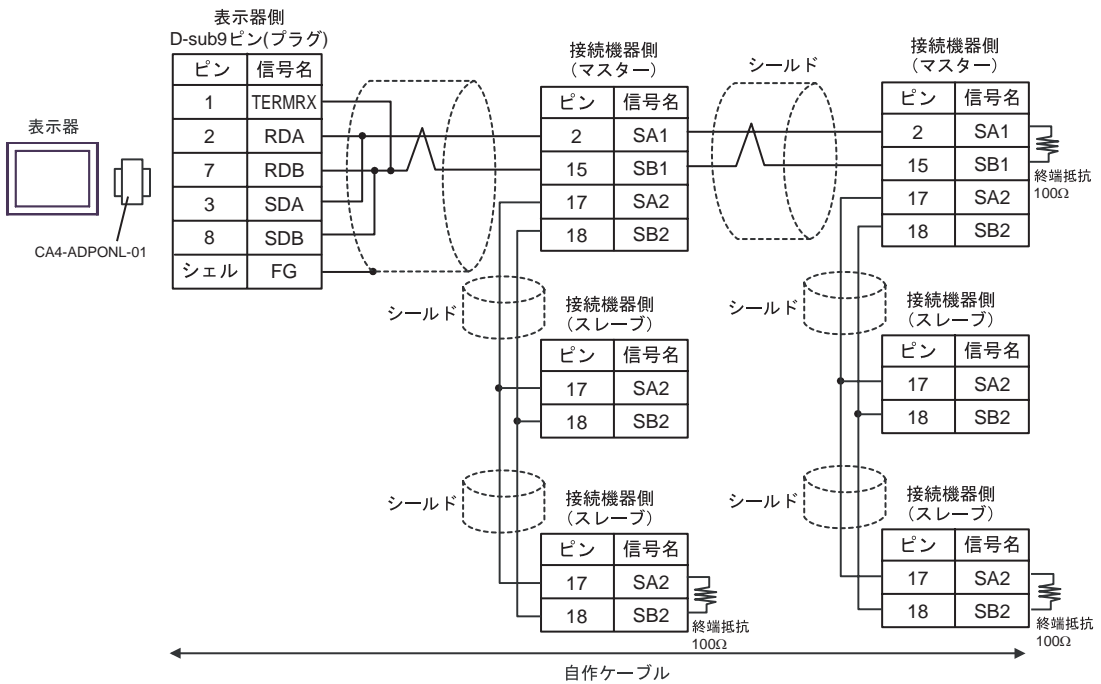 表示器側
D-sub9ピン(プラグ)
ピン 信号名
1 TERMRX
2 RDA
7 RDB
3 SDA
8 SDB
シェル FG
表示器
CA4-ADPONL-01
接続機器側
（マスター）
ピン 信号名
2 SA1
15 SB1
17 SA2
18 SB2
シールド
接続機器側
（マスター）
ピン 信号名
2 SA1
15 SB1
17 SA2
18 SB2
終端抵抗
100Ω
シールド
接続機器側
（スレーブ）
ピン 信号名
17 SA2
18 SB2
シールド
接続機器側
（スレーブ）
ピン 信号名
17 SA2
18 SB2
シールド
接続機器側
（スレーブ）
ピン 信号名
17 SA2
18 SB2
終端抵抗
100Ω
シールド
接続機器側
（スレーブ）
ピン 信号名
17 SA2
18 SB2
終端抵抗
100Ω
自作ケーブル